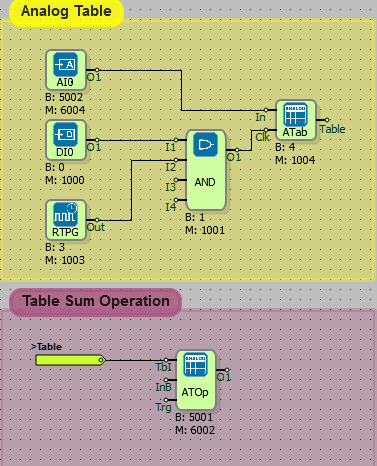 Analog Table
AI0
O1
B: 5002
M: 6004
In
ANALOG
ATab
Table
Clk
B: 4
M: 1004
DI0
O1
B: 0
M: 1000
I1
I2
I3
I4
AND
O1
B: 1
M: 1001
RTPG
Out
B: 3
M: 1003
Table Sum Operation
>Table
TbI
InB
Trg
ANALOG
ATOp
O1
B: 5001
M: 6002